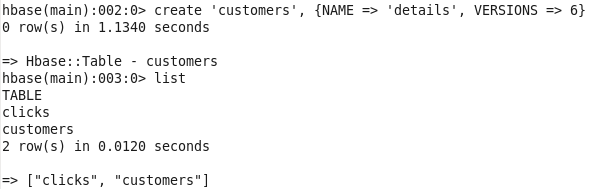 hbase(main):002:0> create 'customers', {NAME => 'details', VERSIONS => 6}
0 row(s) in 1.1340 seconds
=> Hbase::Table - customers
hbase(main):003:0> list
TABLE
clicks
customers
2 row(s) in 0.0120 seconds
=> ["clicks", "customers"]